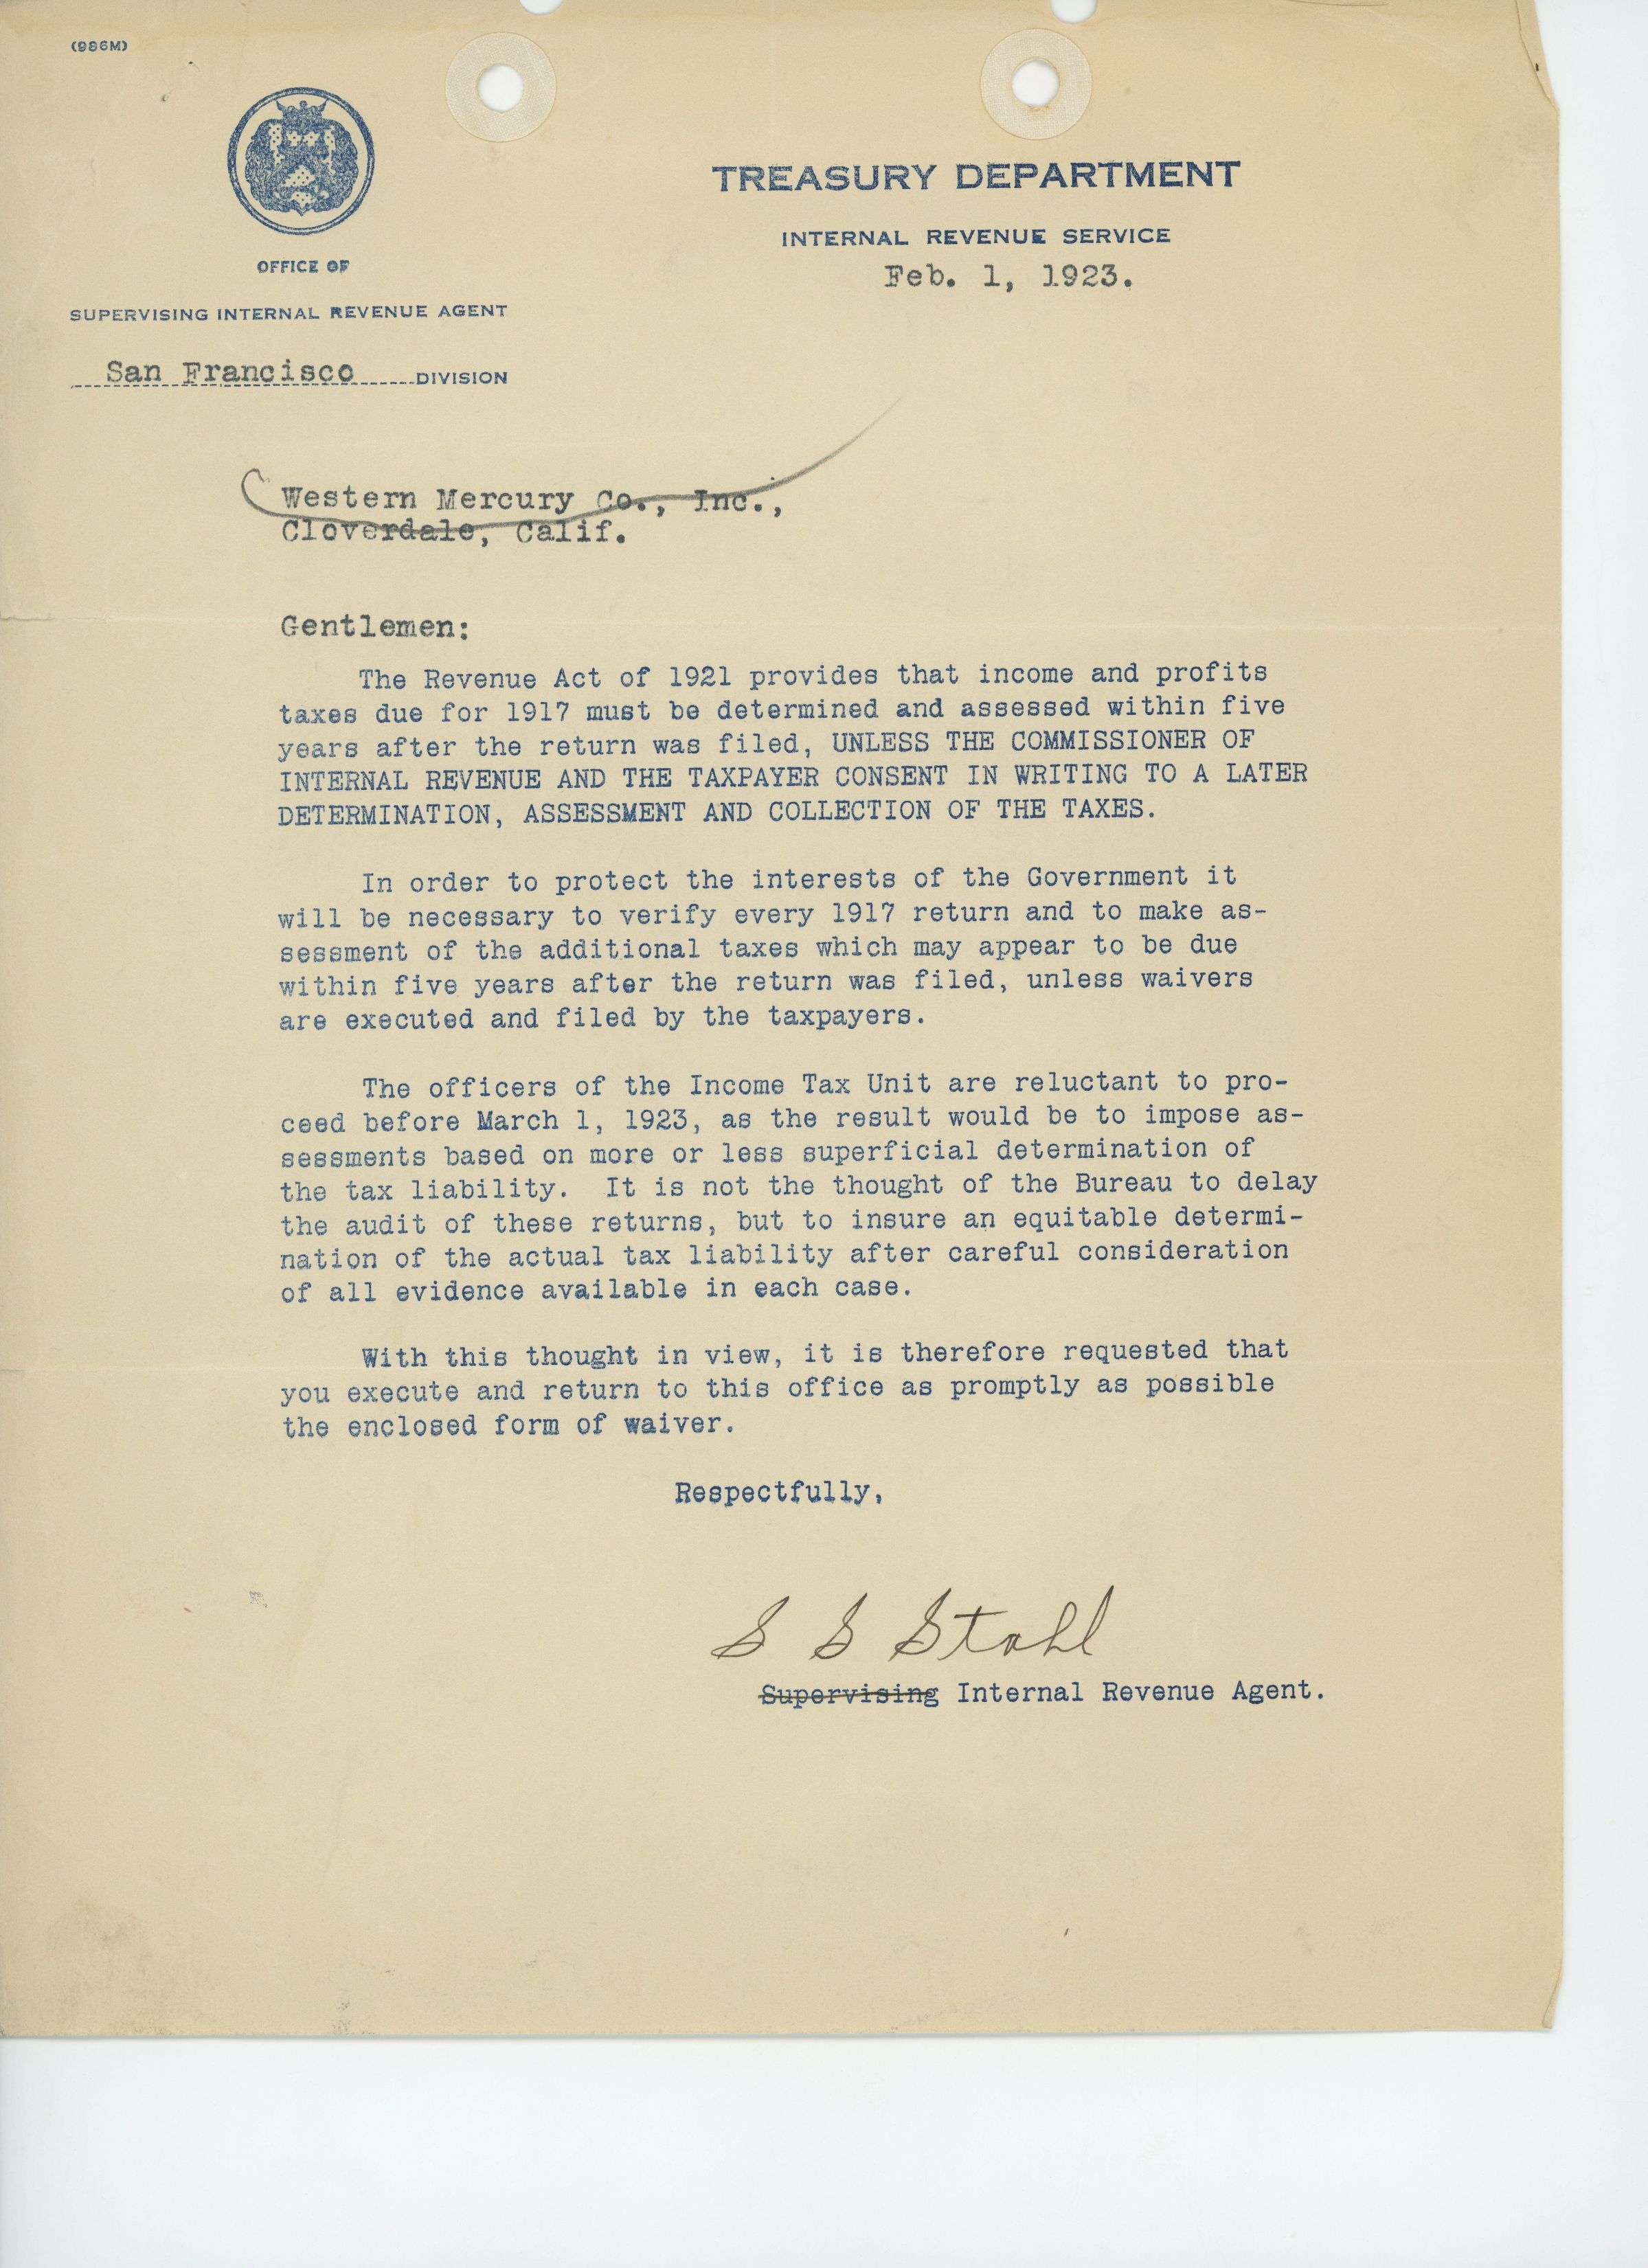 (986M)
TREASURY DEPARTMENT
INTERNAL REVENUE SERVICE
Feb. 1, 1923.
OFFICE OF
SUPERVISING INTERNAL REVENUE AGENT
San Francisco DIVISION
Western Mercury Co., Inc.,
Cloverdale, Calif.
Gentlemen:
The Revenue Act of 1921 provides that income and profits
taxes due for 1917 must be determined and assessed within five
years after the return was filed, UNLESS THE COMMISSIONER OF
INTERNAL REVENUE AND THE TAXPAYER CONSENT IN WRITING TO A LATER
DETERMINATION, ASSESSMENT AND COLLECTION OF THE TAXES.
In order to protect the interests of the Government it
will be necessary to verify every 1917 return and to make as-
sessment of the additional taxes which may appear to be due
within five years after the return was filed, unless waivers
are executed and filed by the taxpayers.
The officers of the Income Tax Unit are reluctant to pro-
ceed before March 1, 1923, as the result would be to impose as-
sessments based on more or less superficial determination of
the tax liability. It is not the thought of the Bureau to delay
the audit of these returns, but to insure an equitable determi-
nation of the actual tax liability after careful consideration
of all evidence available in each case.
With this thought in view, it is therefore requested that
you execute and return to this office as promptly as possible
the enclosed form of waiver.
Respectfully,
S S Stahl
Supervising Internal Revenue Agent.